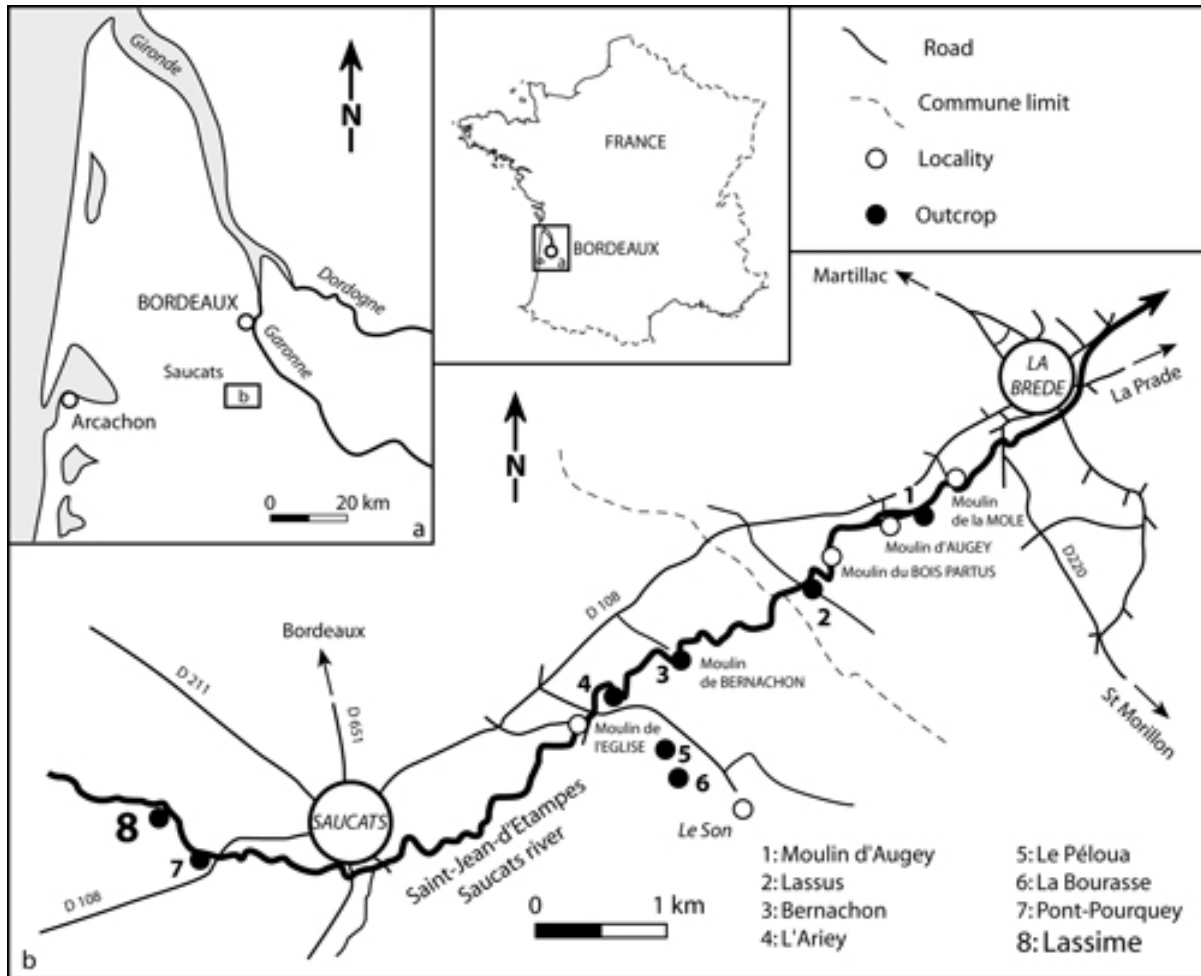 Gironde
N
Dordogne
BORDEAUX
Garonne
Saucats
b
Arcachon
0 20 km
a
FRANCE
BORDEAUX
a
Road
Commune limit
Locality
Outcrop
N
Martillac
LA
BREDE
La Prade
1
Moulin
de la MOLE
Moulin d'AUGEY
Moulin du BOIS PARTUS
2
D220
D 108
Bordeaux
3
Moulin
de BERNACHON
4
D 211
D 651
Moulin de
l'EGLISE
5
6
St Morillon
SAUCATS
8
7
Le Son
Saint-Jean-d'Etampes
Saucats river
D 108
0 1 km
1: Moulin d'Augey
2: Lassus
3: Bernachon
4: L'Ariey
5: Le Péloua
6: La Bourasse
7: Pont-Pourquey
8: Lassime
b